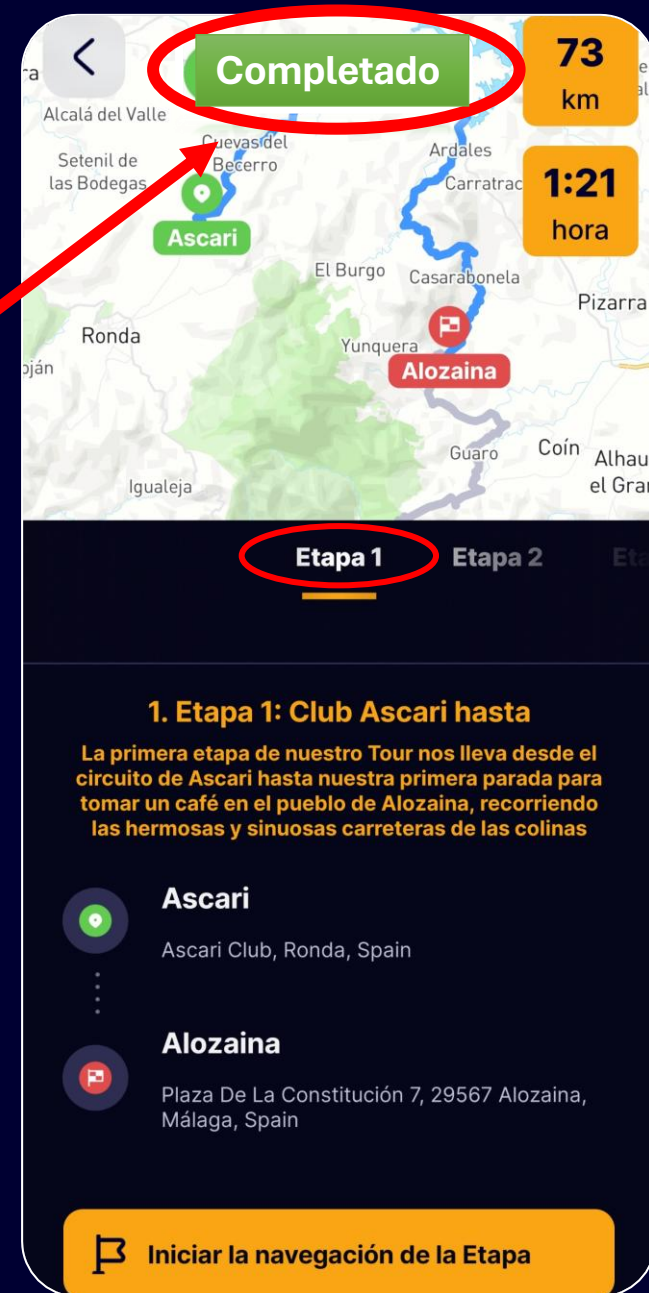 Completado
73
km
Alcalá del Valle
Cuevas del
Becerro
Setenil de
las Bodegas
Ardales
Carratrac
1:21
hora
Ascari
El Burgo
Casarabonela
Pizarra
Ronda
Yunquera
Alozaina
Guaro
Coín
Alhau
el Gran
Igualeja
Etapa 1
Etapa 2
1. Etapa 1: Club Ascari hasta
La primera etapa de nuestro Tour nos lleva desde el
circuito de Ascari hasta nuestra primera parada para
tomar un café en el pueblo de Alozaina, recorriendo
las hermosas y sinuosas carreteras de las colinas
Ascari
Ascari Club, Ronda, Spain
Alozaina
Plaza De La Constitución 7, 29567 Alozaina,
Málaga, Spain
Iniciar la navegación de la Etapa